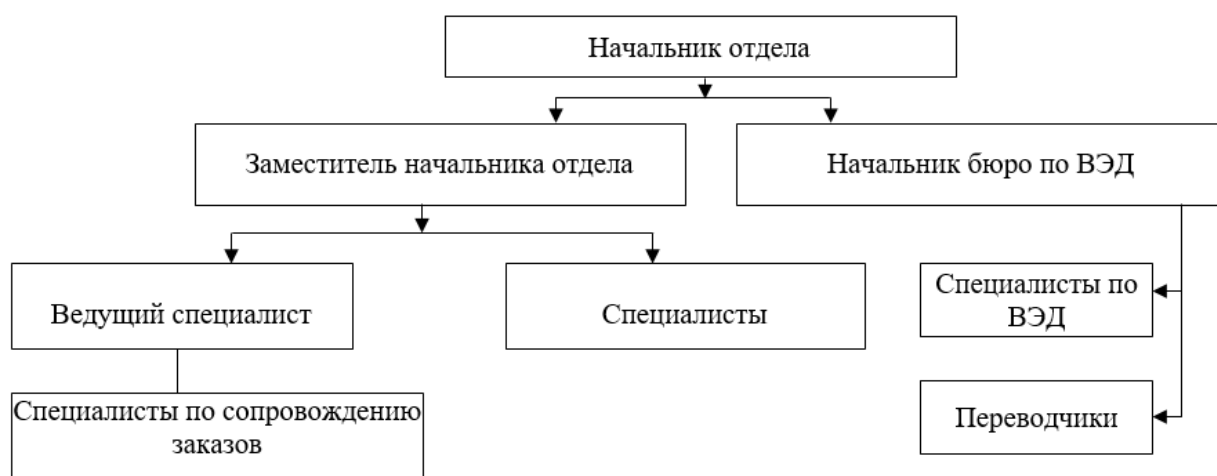 Начальник отдела
Заместитель начальника отдела
Начальник бюро по ВЭД
Ведущий специалист
Специалисты
Специалисты по
ВЭД
Специалисты по сопровождению
заказов
Переводчики